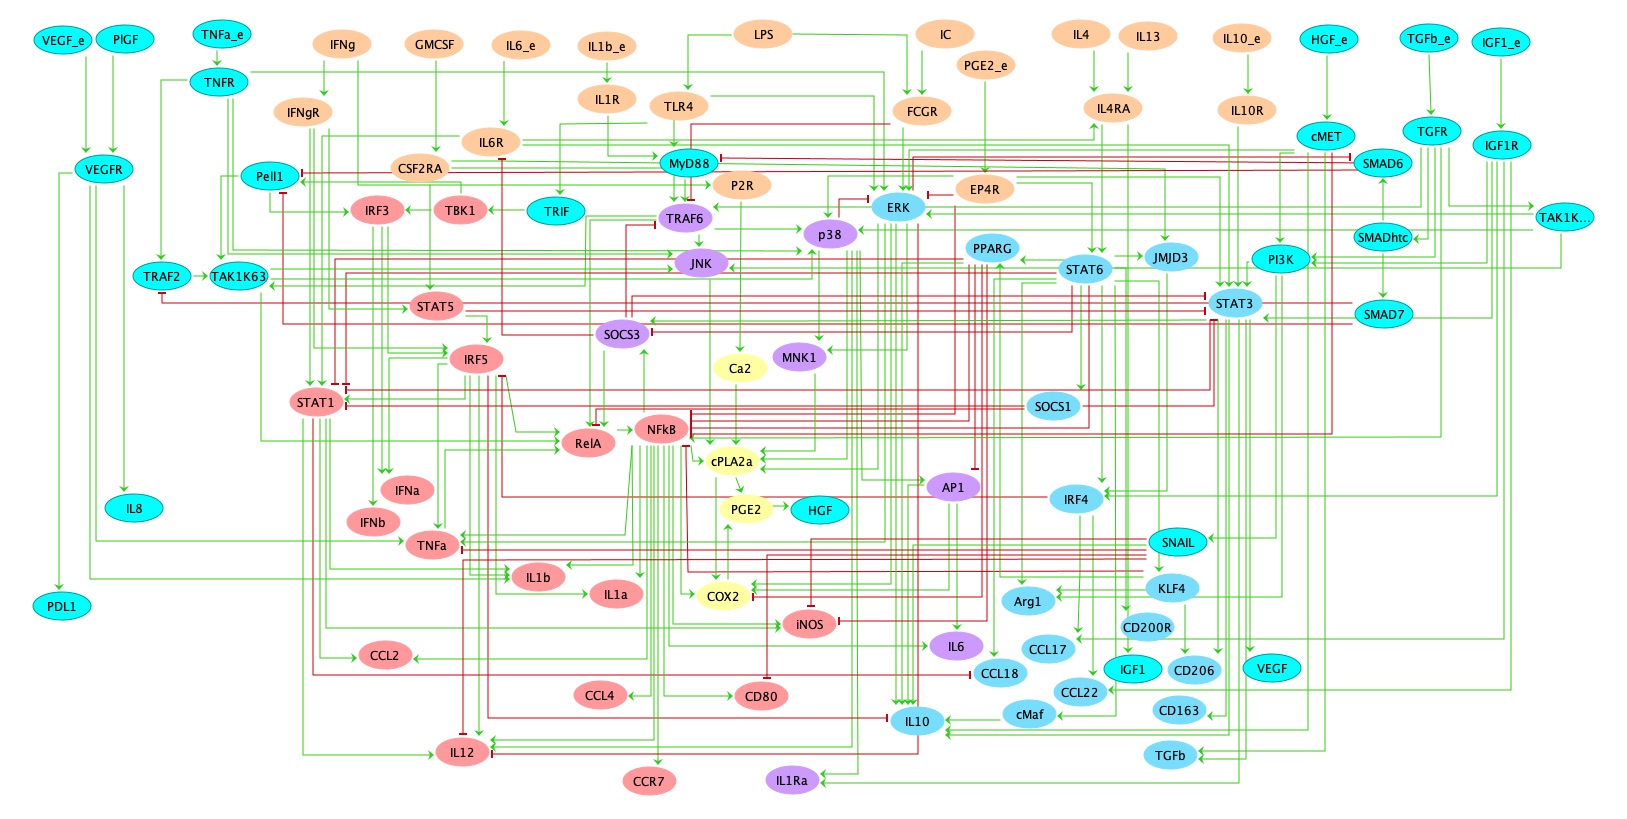 VEGF_e
PlGF
TNFa_e
IFNg
GMCSF
IL6_e
IL1b_e
LPS
IC
PGE2_e
IL4
IL13
IL10_e
HGF_e
TGFb_e
IGF1_e
TNFR
IFNgR
IL1R
TLR4
FCGR
IL4RA
IL10R
cMET
TGFR
IGF1R
VEGFR
Pell1
IL6R
CSF2RA
MyD88
P2R
EP4R
SMAD6
IRF3
TBK1
TRIF
TRAF6
ERK
TAK1K...
p38
PPARG
SMADhtc
TRAF2
TAK1K63
JNK
STAT6
JMJD3
PI3K
STAT5
STAT3
SMAD7
SOCS3
IRF5
Ca2
MNK1
STAT1
SOCS1
RelA
NFkB
cPLA2a
IFNa
AP1
IRF4
IL8
IFNb
PGE2
HGF
TNFa
SNAIL
IL1b
IL1a
COX2
KLF4
Arg1
PDL1
iNOS
CD200R
CCL2
IL6
CCL17
CCL18
IGF1
CD206
VEGF
CCL4
CD80
CCL22
IL10
cMaf
CD163
IL12
TGFb
CCR7
IL1Ra